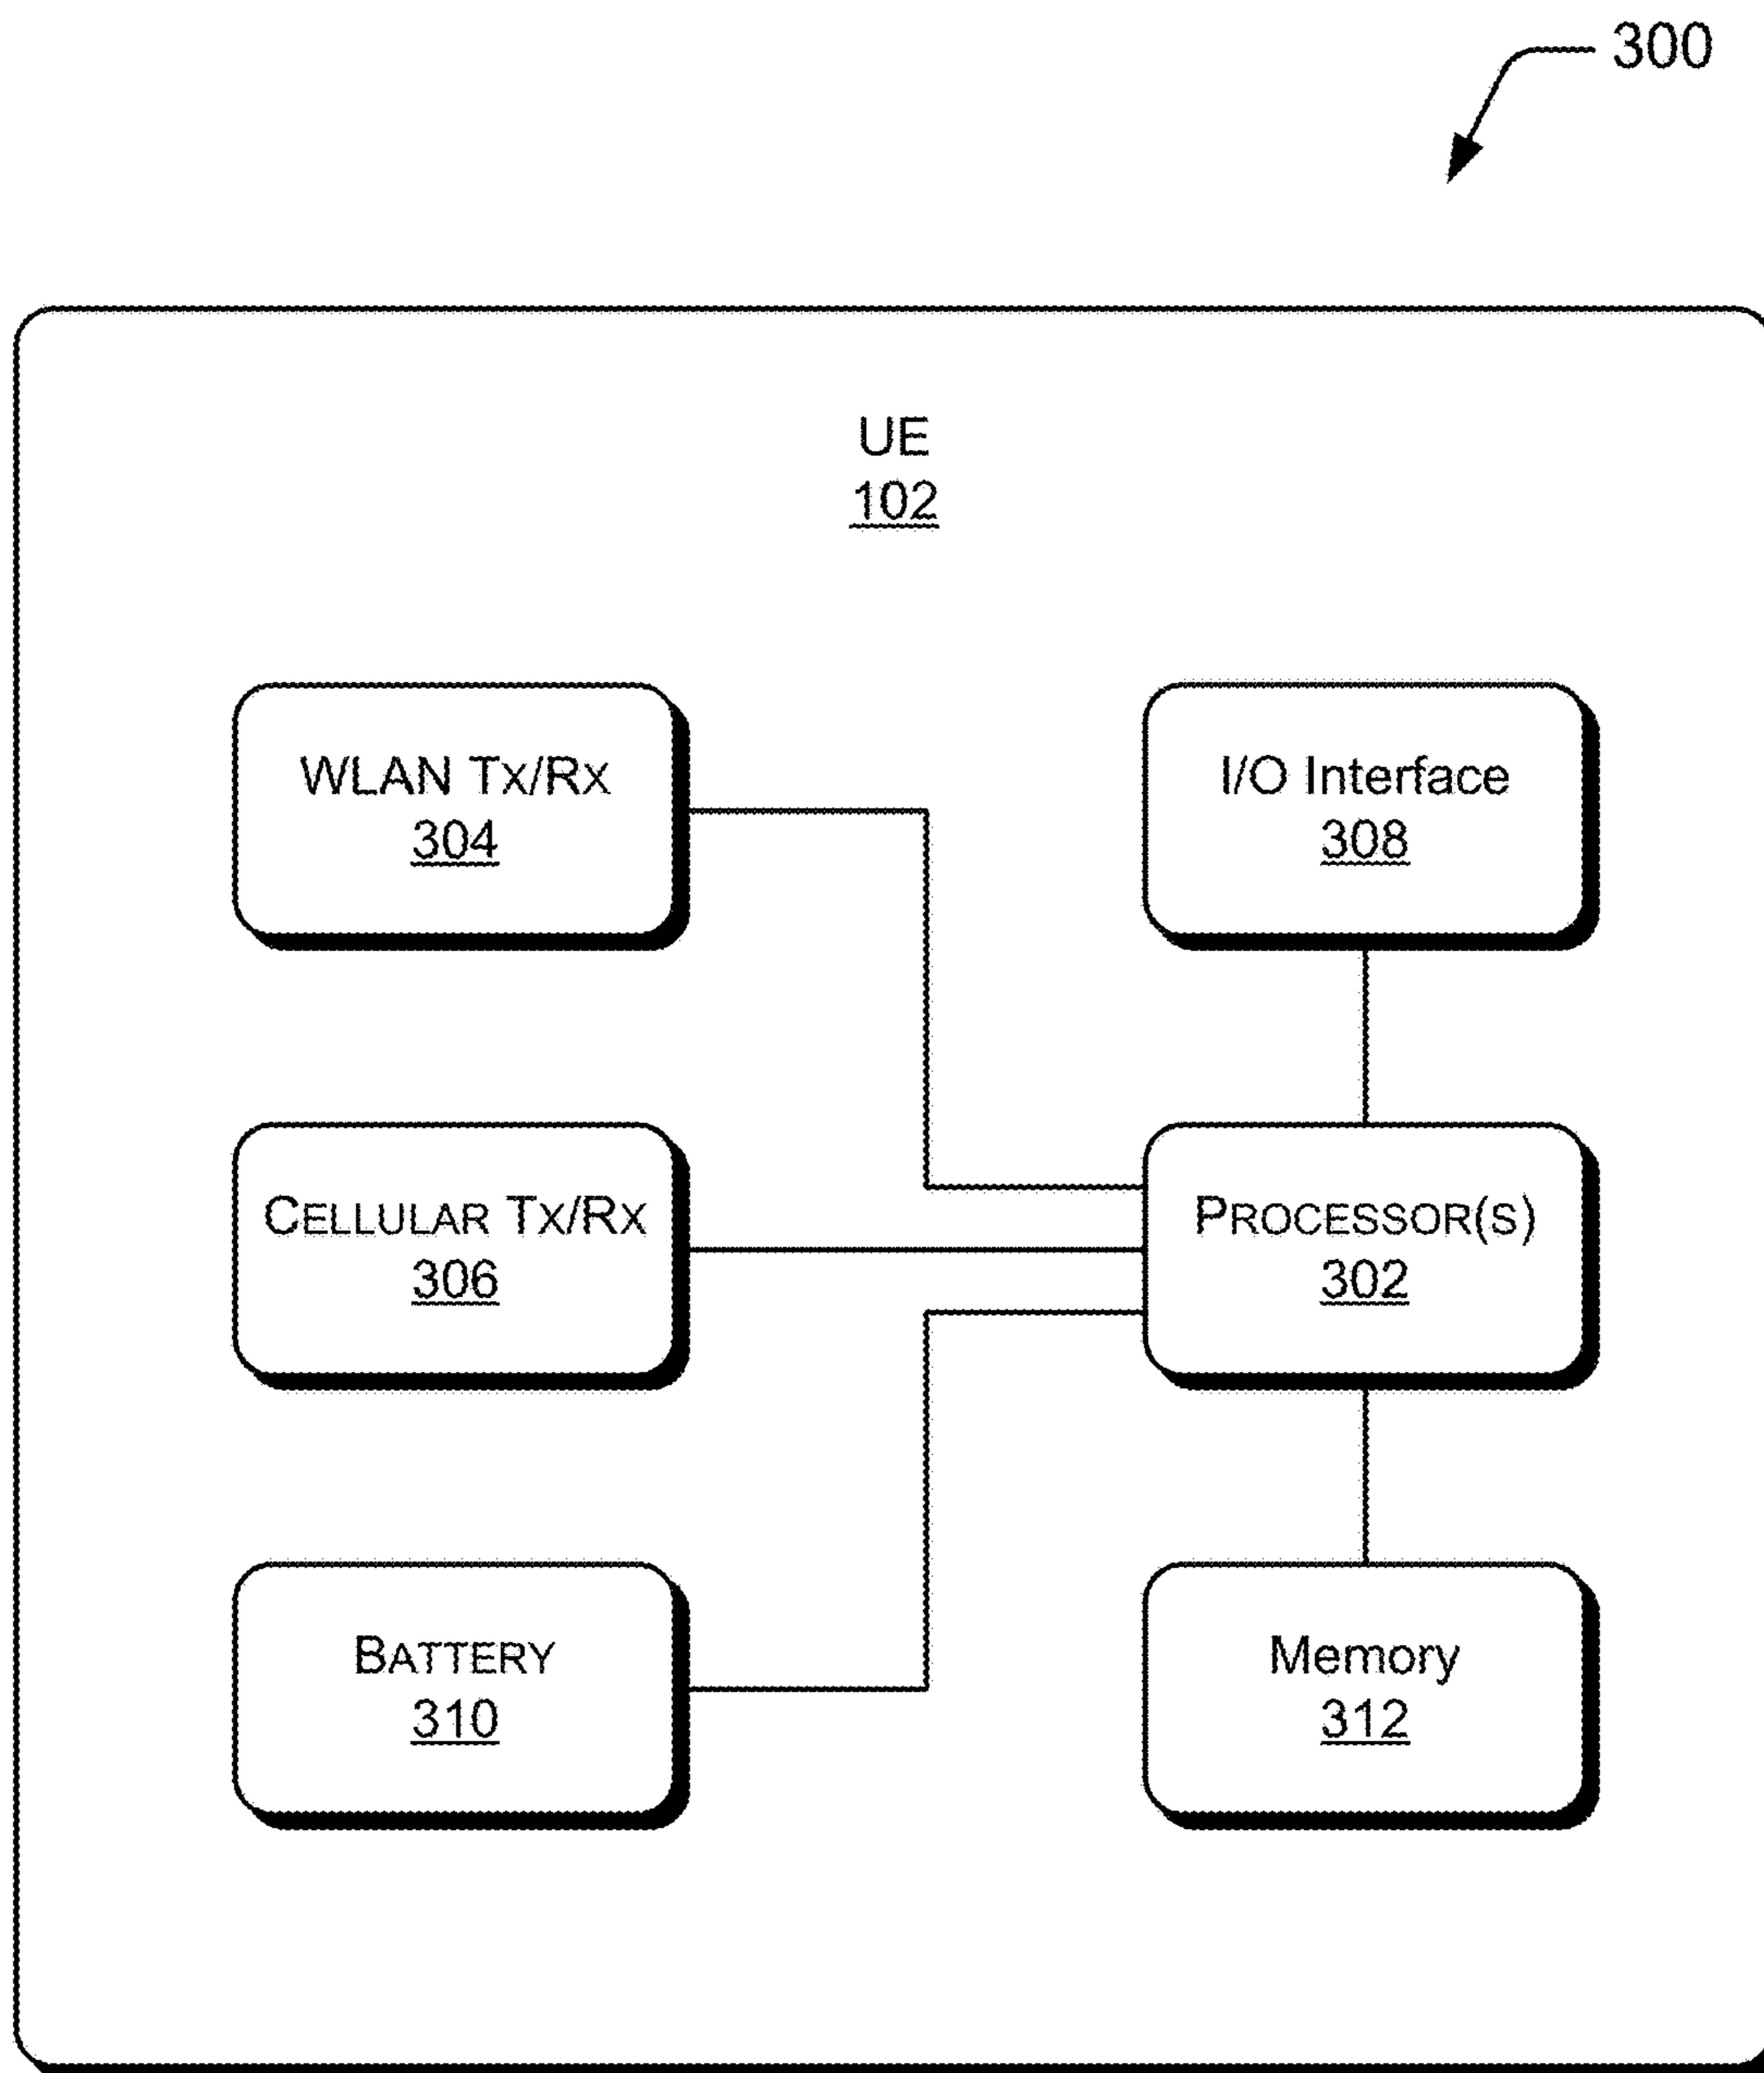 300
UE
102
WLAN Tx/Rx
304
I/O Interface
308
CELLULAR Tx/Rx
306
PROCESSOR(S)
302
BATTERY
310
Memory
312